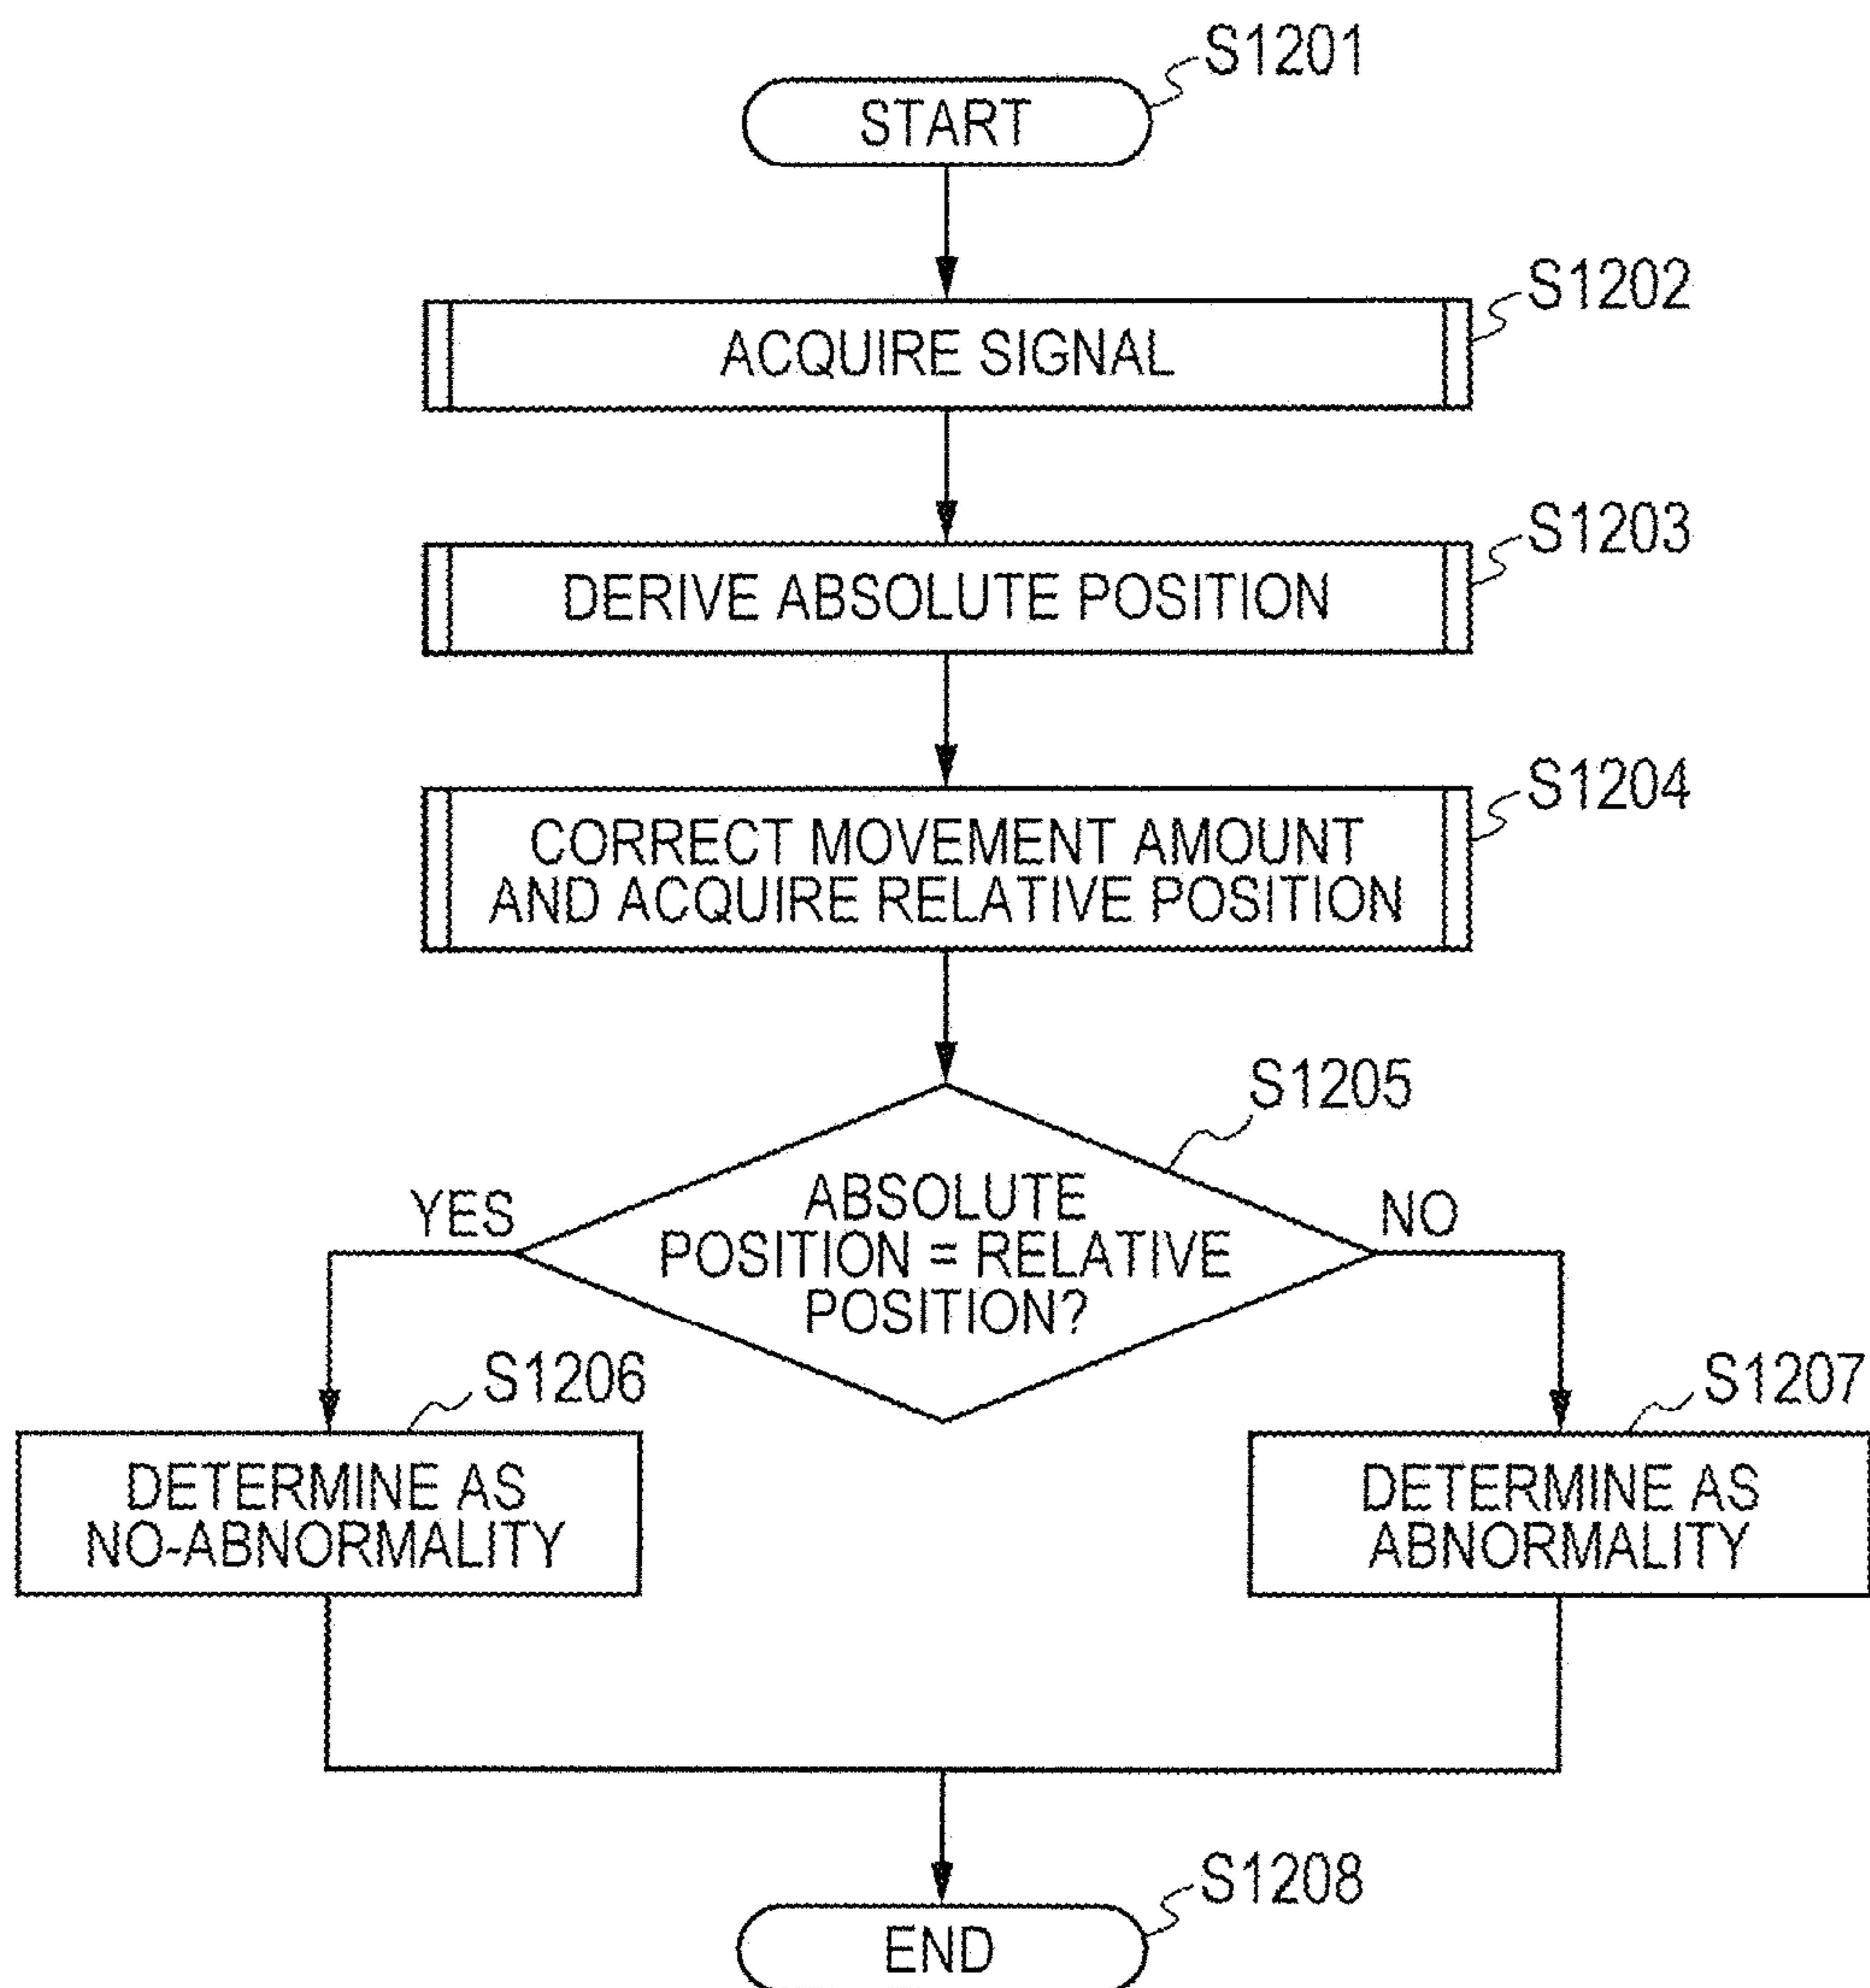 S1201
START
S1202
ACQUIRE SIGNAL
S1203
DERIVE ABSOLUTE POSITION
S1204
CORRECT MOVEMENT AMOUNT
AND ACQUIRE RELATIVE POSITION
S1205
YES
ABSOLUTE
POSITION = RELATIVE
POSITION?
NO
S1206
DETERMINE AS
NO-ABNORMALITY
S1207
DETERMINE AS
ABNORMALITY
S1208
END